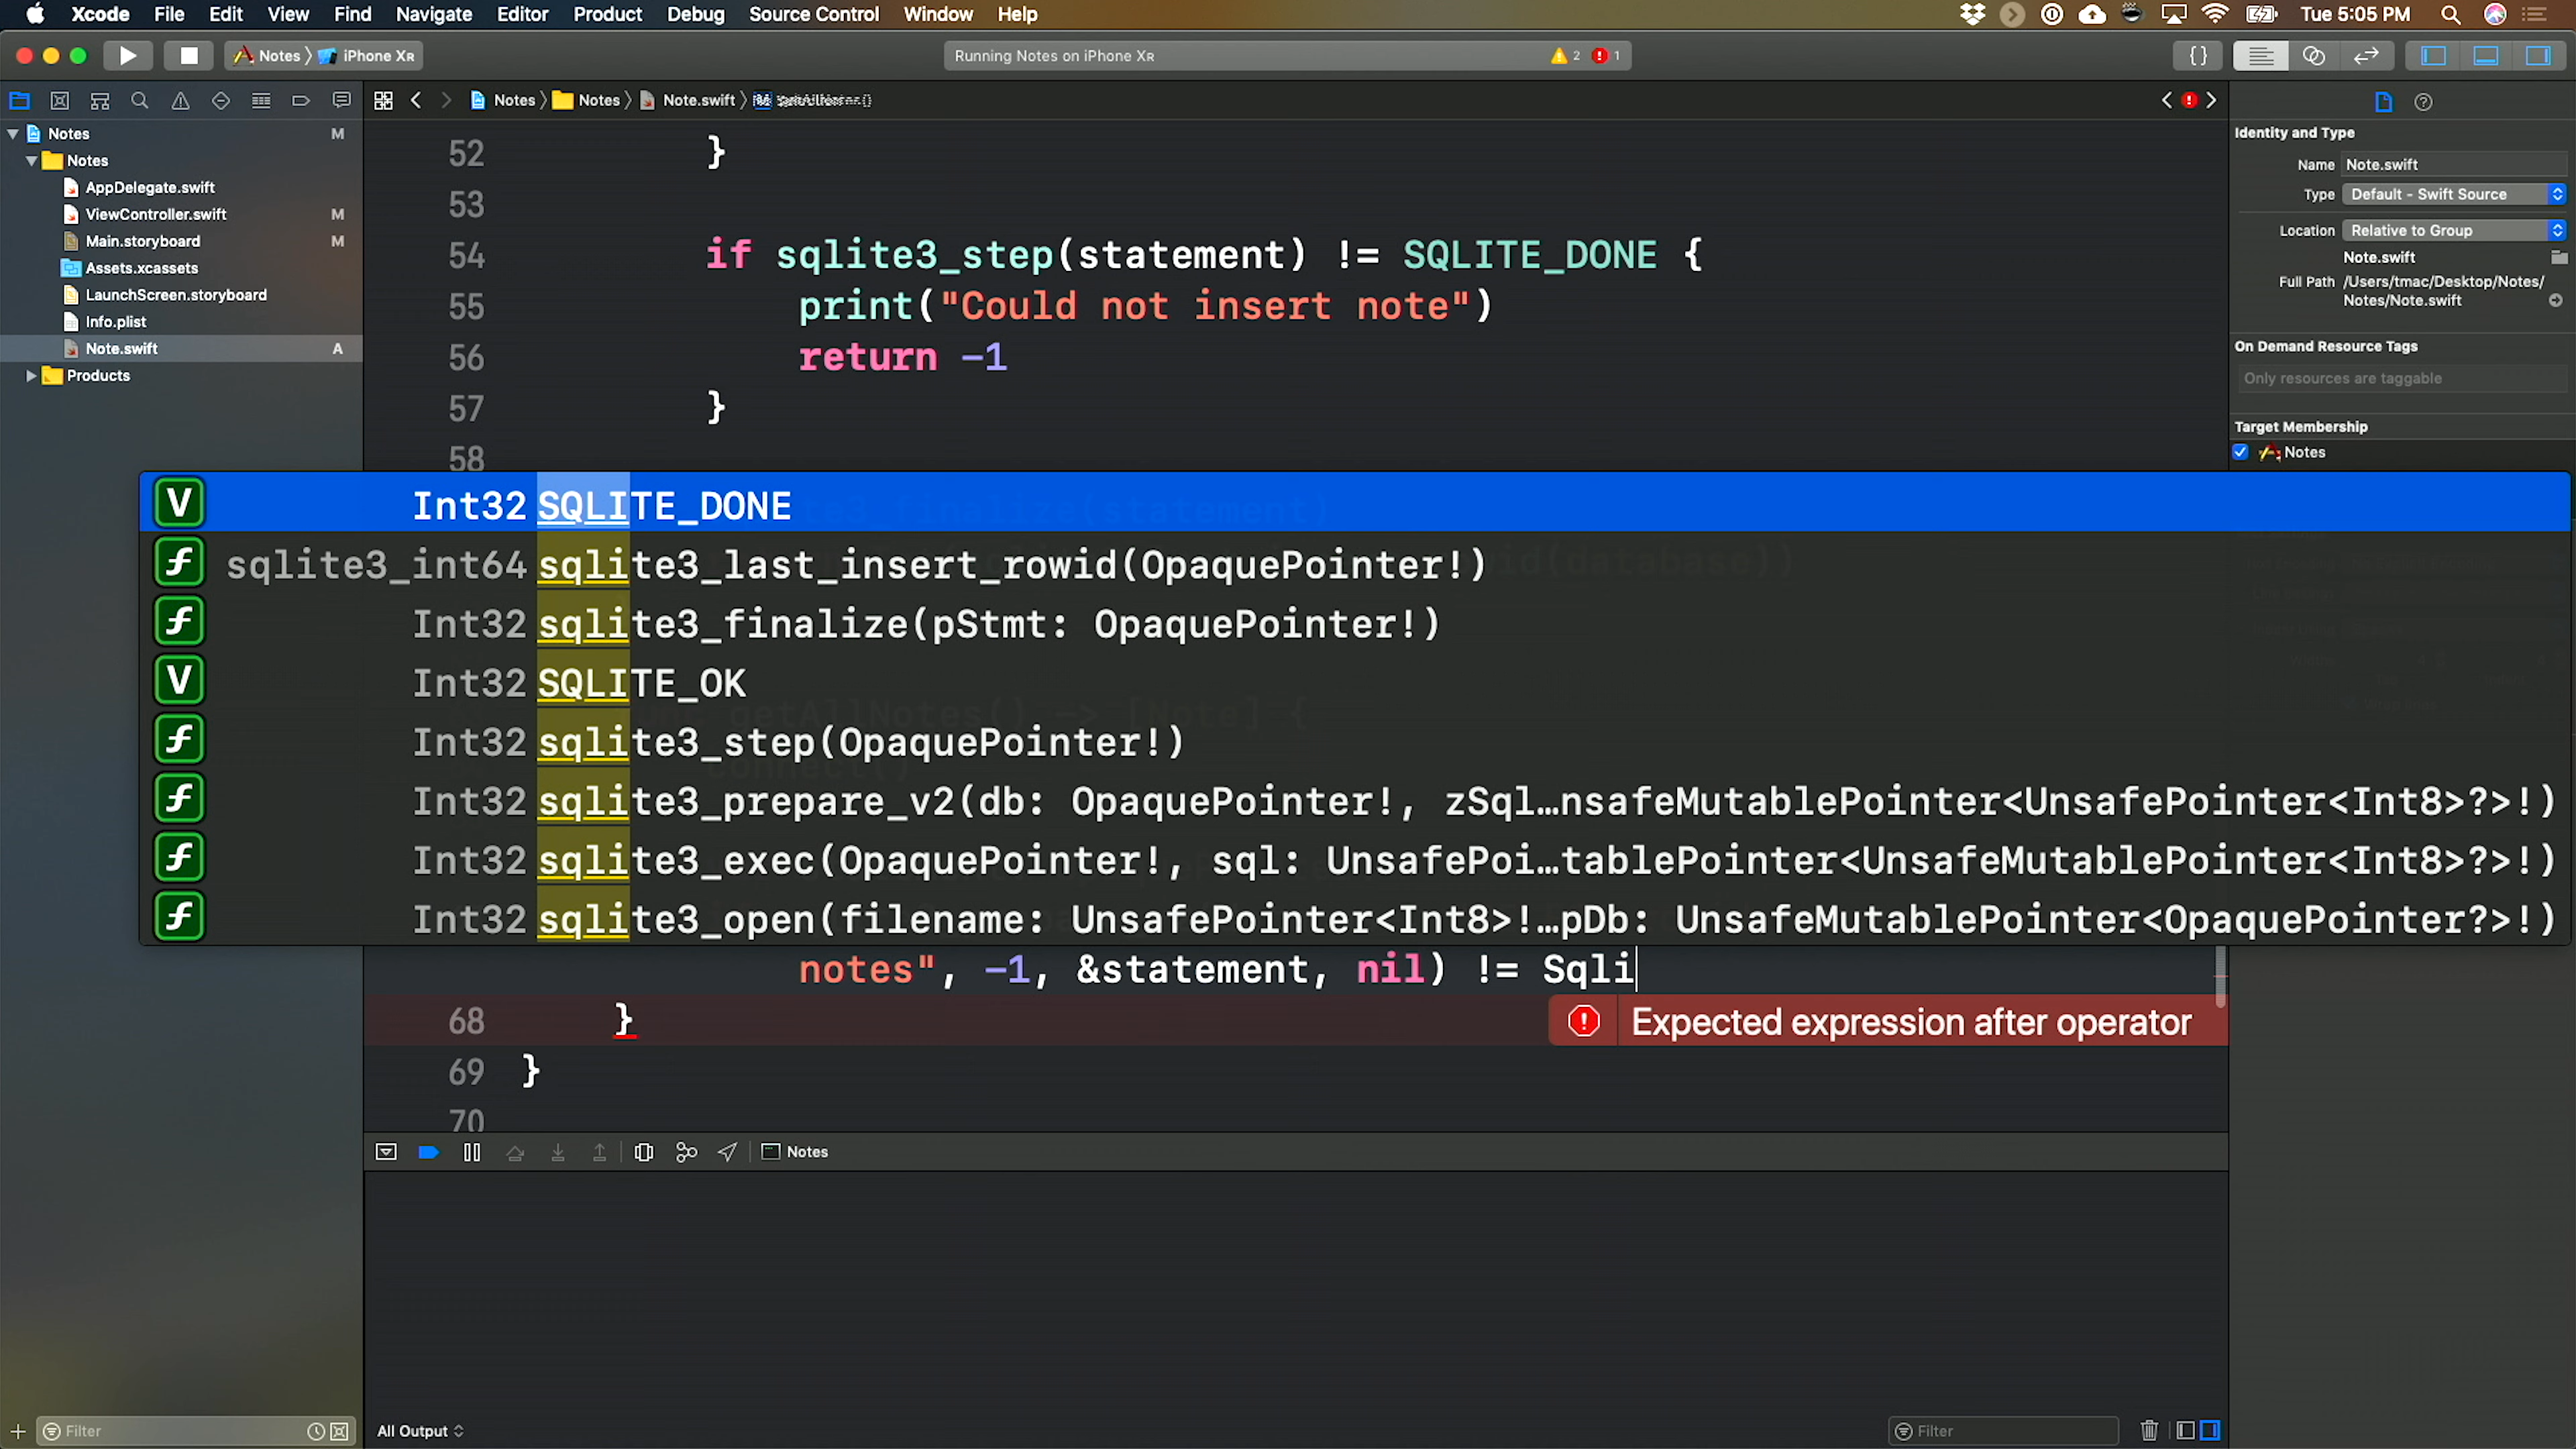 Xcode File Edit View Find Navigate Editor Product Debug Source Control Window Help Tue 5:05 PM
Notes iPhone XR Running Notes on iPhone XR 2 1 {}
Notes Notes Note.swift
Notes M
Notes
AppDelegate.swift
ViewController.swift M
Main.storyboard M
Assets.xcassets
LaunchScreen.storyboard
Info.plist
Note.swift A
Products
52 }
53
54 if sqlite3_step(statement) != SQLITE_DONE {
55 print("Could not insert note")
56 return -1
57 }
58
V Int32 SQLITE_DONE
f sqlite3_int64 sqlite3_last_insert_rowid(OpaquePointer!)
f Int32 sqlite3_finalize(pStmt: OpaquePointer!)
V Int32 SQLITE_OK
f Int32 sqlite3_step(OpaquePointer!)
f Int32 sqlite3_prepare_v2(db: OpaquePointer!, zSql…nsafeMutablePointer<UnsafePointer<Int8>?>!)
f Int32 sqlite3_exec(OpaquePointer!, sql: UnsafePoi…tablePointer<UnsafeMutablePointer<Int8>?>!)
f Int32 sqlite3_open(filename: UnsafePointer<Int8>!…pDb: UnsafeMutablePointer<OpaquePointer?>!)
notes", -1, &statement, nil) != Sqli
68 } Expected expression after operator
69 }
70
Identity and Type
Name Note.swift
Type Default - Swift Source
Location Relative to Group
Note.swift
Full Path /Users/tmac/Desktop/Notes/
Notes/Note.swift
On Demand Resource Tags
Only resources are taggable
Target Membership
Notes
Notes
Filter All Output Filter